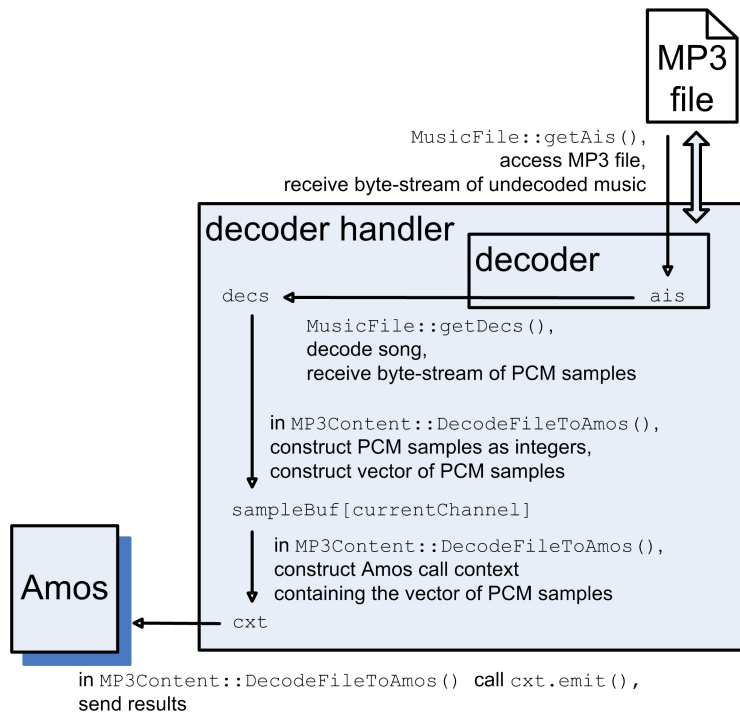 MP3
file
MusicFile::getAis(),
access MP3 file,
receive byte-stream of undecoded music
decoder handler
decoder
decs
ais
MusicFile::getDecs(),
decode song,
receive byte-stream of PCM samples
in MP3Content::DecodeFileToAmos(),
construct PCM samples as integers,
construct vector of PCM samples
sampleBuf[currentChannel]
in MP3Content::DecodeFileToAmos(),
construct Amos call context
containing the vector of PCM samples
Amos
cxt
in MP3Content::DecodeFileToAmos() call cxt.emit(),
send results